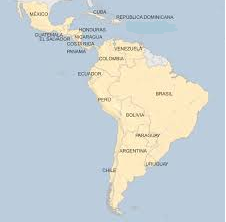 MÉXICO
CUBA
REPÚBLICA DOMINICANA
HONDURAS
GUATEMALA
NICARAGUA
EL SALVADOR
COSTA RICA
PANAMÁ
VENEZUELA
COLOMBIA
ECUADOR
BRASIL
PERÚ
BOLIVIA
PARAGUAY
ARGENTINA
URUGUAY
CHILE